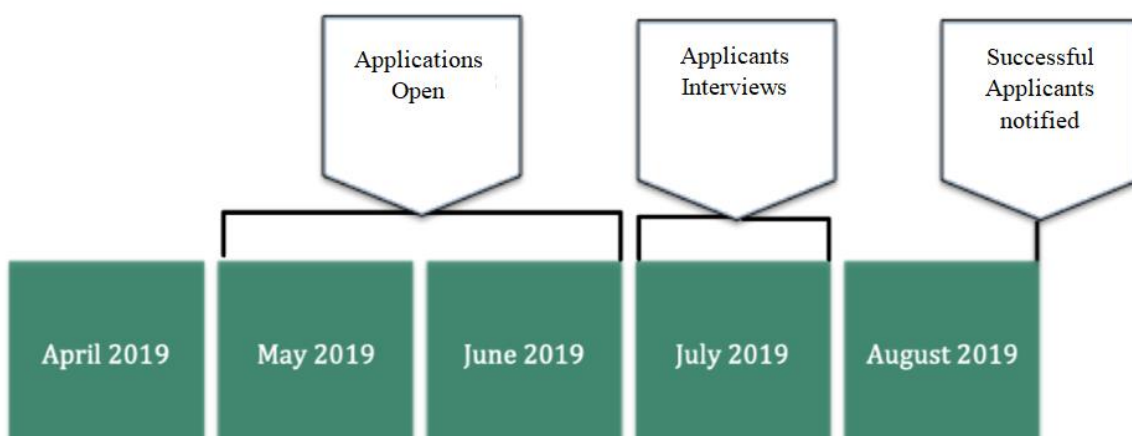 Applications
Open
Applicants
Interviews
Successful
Applicants
notified
April 2019
May 2019
June 2019
July 2019
August 2019